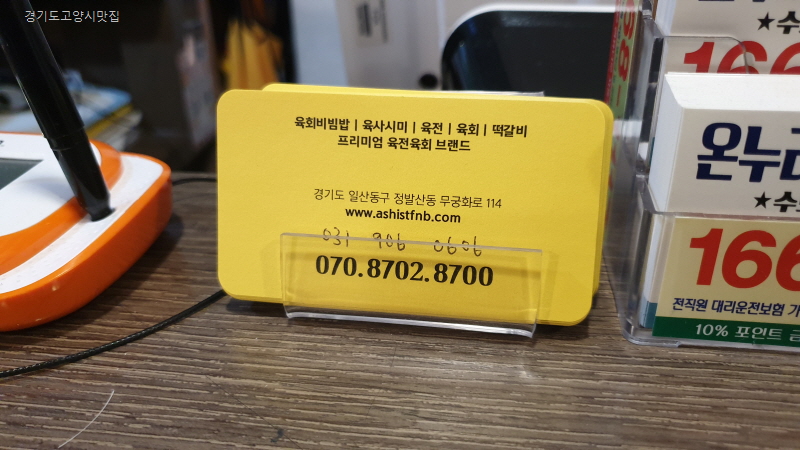 경기도고양시맛집
육회비빔밥 | 육사시미 | 육전 | 육회 | 떡갈비
프리미엄 육전육회 브랜드
경기도 일산동구 정발산동 무궁화로 114
www.ashistfnb.com
031 906 0606
070.8702.8700
166
온누리
★수
166
전직원 대리운전보험 가
10% 포인트